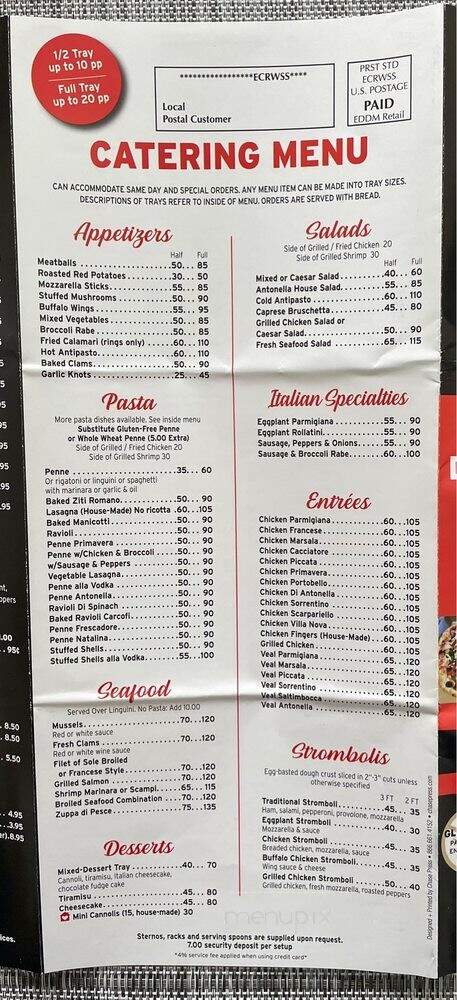 1/2 Tray
up to 10 pp
Full Tray
up to 20 pp
******************ECRWSS****
Local
Postal Customer
PRST STD
ECRWSS
U.S. POSTAGE
PAID
EDDM Retail
CATERING MENU
CAN ACCOMMODATE SAME DAY AND SPECIAL ORDERS. ANY MENU ITEM CAN BE MADE INTO TRAY SIZES.
DESCRIPTIONS OF TRAYS REFER TO INSIDE OF MENU. ORDERS ARE SERVED WITH BREAD.
Appetizers
Half Full
Meatballs 50... 85
Roasted Red Potatoes 30... 50
Mozzarella Sticks 55... 85
Stuffed Mushrooms 50... 90
Buffalo Wings 55... 95
Mixed Vegetables 50... 85
Broccoli Rabe 50... 85
Fried Calamari (rings only) 60... 110
Hot Antipasto 60... 110
Baked Clams 50... 90
Garlic Knots 25... 45
Pasta
More pasta dishes available. See inside menu
Substitute Gluten-Free Penne
or Whole Wheat Penne (5.00 Extra)
Side of Grilled / Fried Chicken 20
Side of Grilled Shrimp 30
Penne 35... 60
Or rigatoni or linguini or spaghetti
with marinara or garlic & oil
Baked Ziti Romano 50... 90
Lasagna (House-Made) No ricotta .60...105
Baked Manicotti 50... 90
Ravioli 50... 90
Penne Primavera 50... 90
Penne w/Chicken & Broccoli 50... 90
w/Sausage & Peppers 50... 90
Vegetable Lasagna 50... 90
Penne alla Vodka 50... 90
Penne Antonella 50... 90
Ravioli Di Spinach 50... 90
Baked Ravioli Carcofi 50... 90
Penne Frescadore 50... 90
Penne Natalina 50... 90
Stuffed Shells 50... 90
Stuffed Shells alla Vodka 55...100
Seafood
Served Over Linguini. No Pasta: Add 10.00
Mussels 70...120
Red or white sauce
Fresh Clams 70...120
Red or white wine sauce
Filet of Sole Broiled
or Francese Style 70...120
Grilled Salmon 70...120
Shrimp Marinara or Scampi 65... 115
Broiled Seafood Combination 70...120
Zuppa di Pesce 75...135
Desserts
Mixed-Dessert Tray 40... 70
Cannoli, tiramisu, Italian cheesecake,
chocolate fudge cake
Tiramisu 45... 80
Cheesecake 45... 80
Mini Cannolis (15, house-made) 30
Salads
Side of Grilled / Fried Chicken 20
Side of Grilled Shrimp 30
Half Full
Mixed or Caesar Salad 40... 60
Antonella House Salad 55... 85
Cold Antipasto 60... 110
Caprese Bruschetta 45... 80
Grilled Chicken Salad or
Caesar Salad 50... 90
Fresh Seafood Salad 65... 115
Italian Specialties
Eggplant Parmigiana 55... 90
Eggplant Rollatini 55... 90
Sausage, Peppers & Onions 55... 90
Sausage & Broccoli Rabe 60...100
Entrées
Chicken Parmigiana 60...105
Chicken Francese 60...105
Chicken Marsala 60...105
Chicken Cacciatore 60...105
Chicken Piccata 60...105
Chicken Primavera 60...105
Chicken Portobello 60...105
Chicken Di Antonella 60...105
Chicken Sorrentino 60...105
Chicken Scarpariello 60...105
Chicken Villa Nova 60...105
Chicken Fingers (House-Made) 60...105
Grilled Chicken 60...105
Veal Parmigiana 65...120
Veal Marsala 65...120
Veal Piccata 65...120
Veal Sorrentino 65...120
Veal Saltimbocca 65...120
Veal Antonella 65...120
Strombolis
Egg-basted dough crust sliced in 2"-3" cuts unless
otherwise specified
3 FT 2 FT
Traditional Stromboli 45... 35
Ham, salami, pepperoni, provolone, mozzarella
Eggplant Stromboli 40... 30
Mozzarella & sauce
Chicken Stromboli 45... 35
Breaded chicken, mozzarella, sauce
Buffalo Chicken Stromboli 45... 35
Wing sauce & cheese
Grilled Chicken Stromboli 50... 40
Grilled chicken, fresh mozzarella, roasted peppers
menupix
Sternos, racks and serving spoons are supplied upon request.
7.00 security deposit per setup
*4% service fee applied when using credit card*
Designed + Printed by Chase Press • 806.661.4152 • chasepress.com